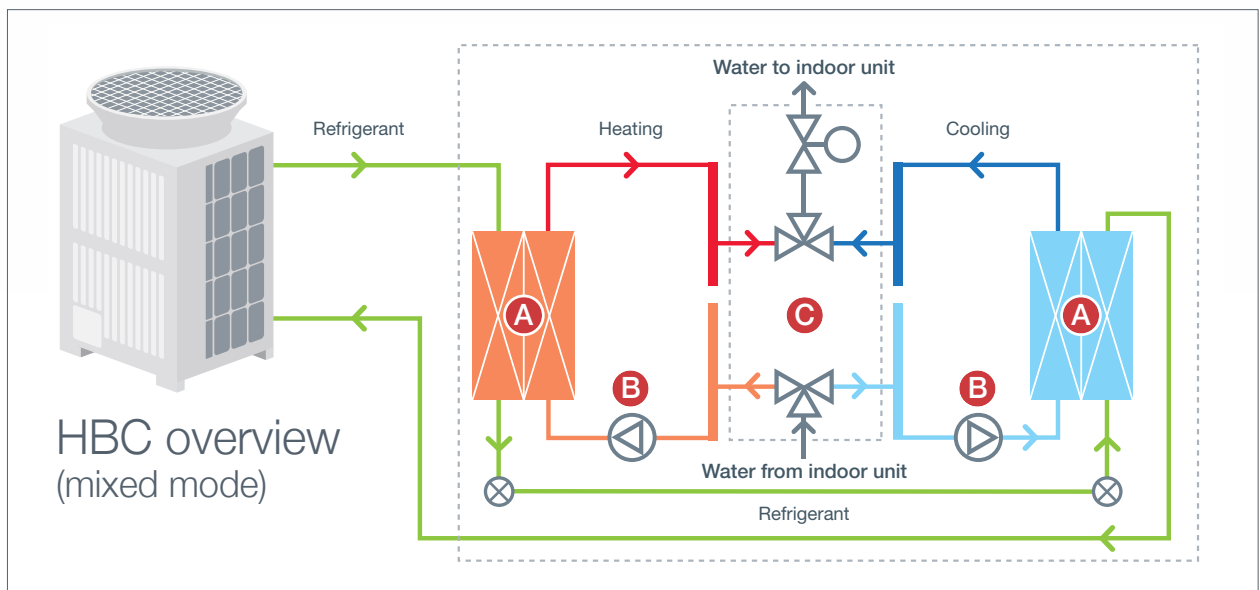 Water to indoor unit
Refrigerant
Heating
Cooling
A
C
A
B
B
HBC overview
(mixed mode)
Water from indoor unit
Refrigerant